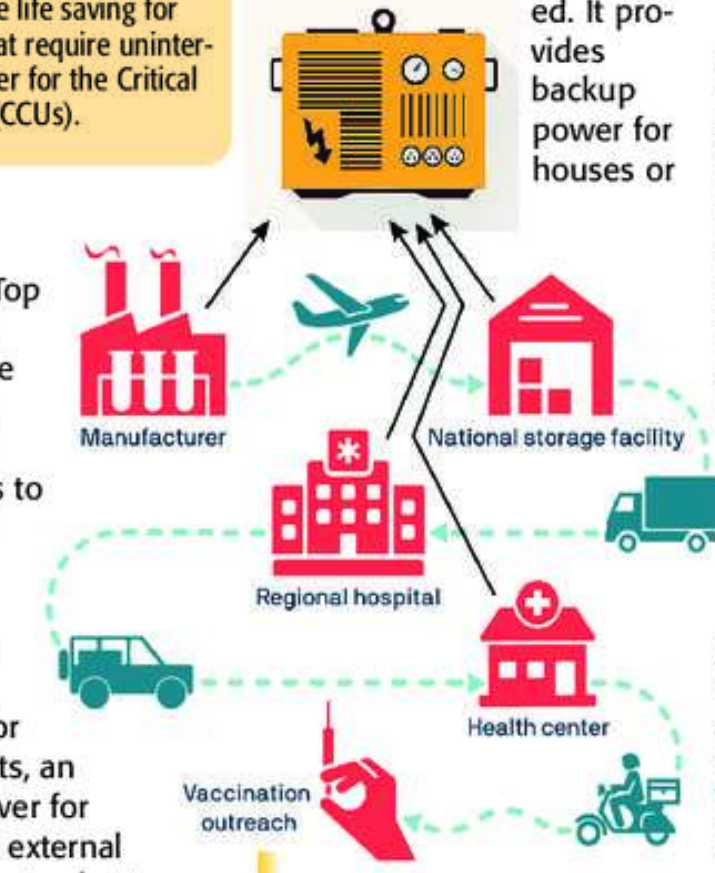 e life saving for
at require uninter-
er for the Critical
CCUs).
ed. It pro-
vides
backup
power for
houses or
Top
e
s to
Manufacturer
National storage facility
Regional hospital
Health center
Vaccination
outreach
or
ts, an
ver for
external